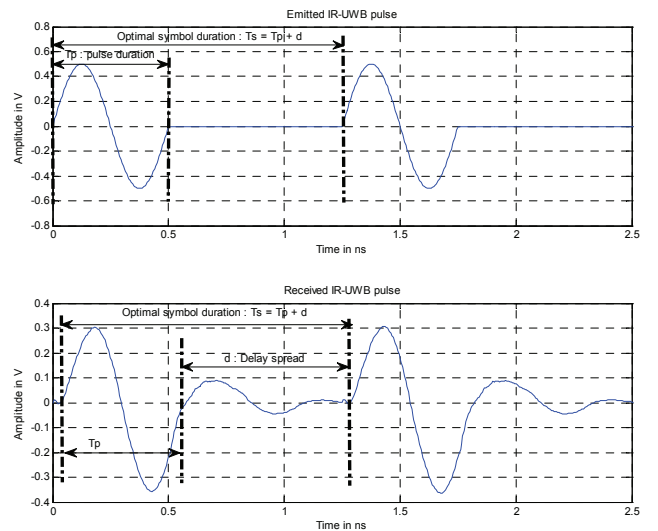 Emitted IR-UWB pulse
Optimal symbol duration : Ts = Tp + d
Tp : pulse duration
Amplitude in V
0.8
0.6
0.4
0.2
0
-0.2
-0.4
-0.6
-0.8
0 0.5 1 1.5 2 2.5
Time in ns
Received IR-UWB pulse
Optimal symbol duration : Ts = Tp + d
d : Delay spread
Tp
Amplitude in V
0.4
0.3
0.2
0.1
0
-0.1
-0.2
-0.3
-0.4
0 0.5 1 1.5 2 2.5
Time in ns